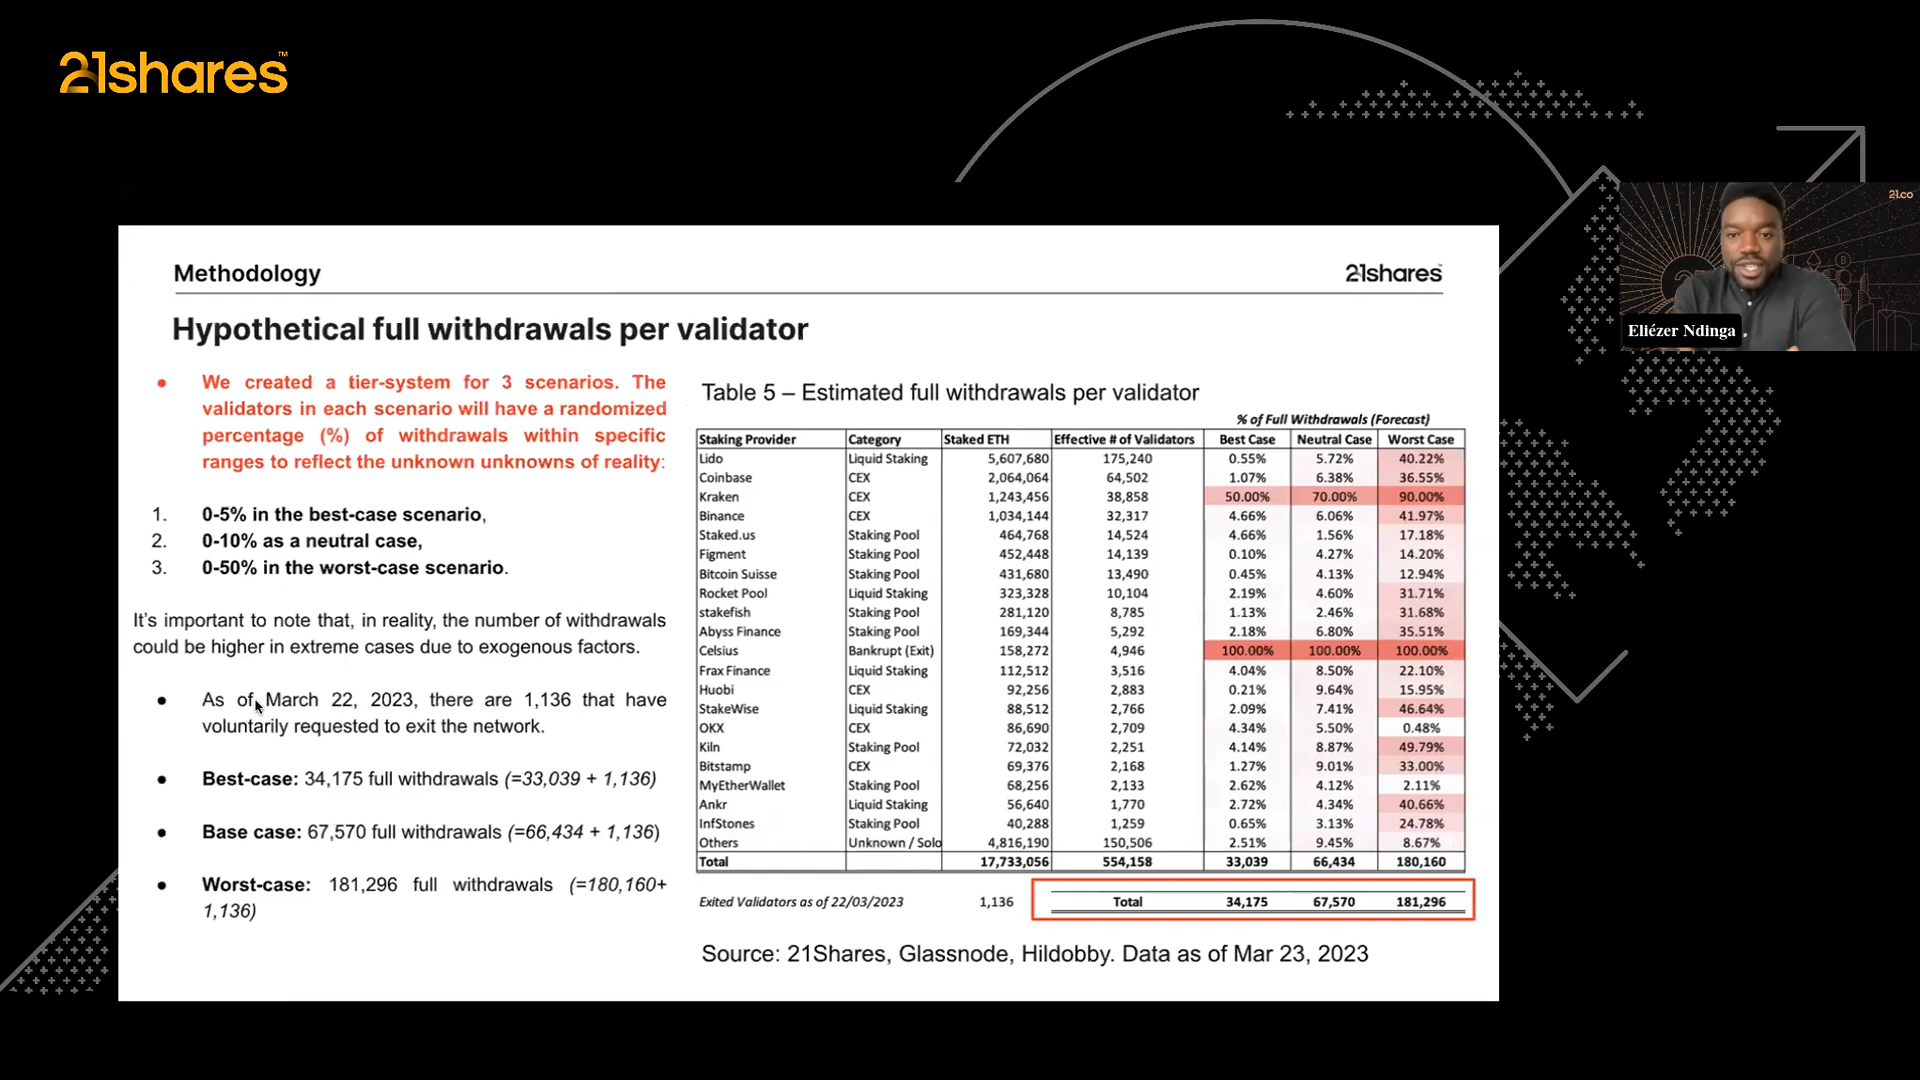 21shares™
21.co
Eliézer Ndinga
Methodology
21shares
Hypothetical full withdrawals per validator
• We created a tier-system for 3 scenarios. The
validators in each scenario will have a randomized
percentage (%) of withdrawals within specific
ranges to reflect the unknown unknowns of reality:
1. 0-5% in the best-case scenario,
2. 0-10% as a neutral case,
3. 0-50% in the worst-case scenario.
It's important to note that, in reality, the number of withdrawals
could be higher in extreme cases due to exogenous factors.
• As of March 22, 2023, there are 1,136 that have
voluntarily requested to exit the network.
• Best-case: 34,175 full withdrawals (=33,039 + 1,136)
• Base case: 67,570 full withdrawals (=66,434 + 1,136)
• Worst-case: 181,296 full withdrawals (=180,160+
1,136)
Table 5 – Estimated full withdrawals per validator
% of Full Withdrawals (Forecast)
Staking Provider Category Staked ETH Effective # of Validators Best Case Neutral Case Worst Case
Lido Liquid Staking 5,607,680 175,240 0.55% 5.72% 40.22%
Coinbase CEX 2,064,064 64,502 1.07% 6.38% 36.55%
Kraken CEX 1,243,456 38,858 50.00% 70.00% 90.00%
Binance CEX 1,034,144 32,317 4.66% 6.06% 41.97%
Staked.us Staking Pool 464,768 14,524 4.66% 1.56% 17.18%
Figment Staking Pool 452,448 14,139 0.10% 4.27% 14.20%
Bitcoin Suisse Staking Pool 431,680 13,490 0.45% 4.13% 12.94%
Rocket Pool Liquid Staking 323,328 10,104 2.19% 4.60% 31.71%
stakefish Staking Pool 281,120 8,785 1.13% 2.46% 31.68%
Abyss Finance Staking Pool 169,344 5,292 2.18% 6.80% 35.51%
Celsius Bankrupt (Exit) 158,272 4,946 100.00% 100.00% 100.00%
Frax Finance Liquid Staking 112,512 3,516 4.04% 8.50% 22.10%
Huobi CEX 92,256 2,883 0.21% 9.64% 15.95%
StakeWise Liquid Staking 88,512 2,766 2.09% 7.41% 46.64%
OKX CEX 86,690 2,709 4.34% 5.50% 0.48%
Kiln Staking Pool 72,032 2,251 4.14% 8.87% 49.79%
Bitstamp CEX 69,376 2,168 1.27% 9.01% 33.00%
MyEtherWallet Staking Pool 68,256 2,133 2.62% 4.12% 2.11%
Ankr Liquid Staking 56,640 1,770 2.72% 4.34% 40.66%
InfStones Staking Pool 40,288 1,259 0.65% 3.13% 24.78%
Others Unknown / Solo 4,816,190 150,506 2.51% 9.45% 8.67%
Total 17,733,056 554,158 33,039 66,434 180,160
Exited Validators as of 22/03/2023 1,136 Total 34,175 67,570 181,296
Source: 21Shares, Glassnode, Hildobby. Data as of Mar 23, 2023